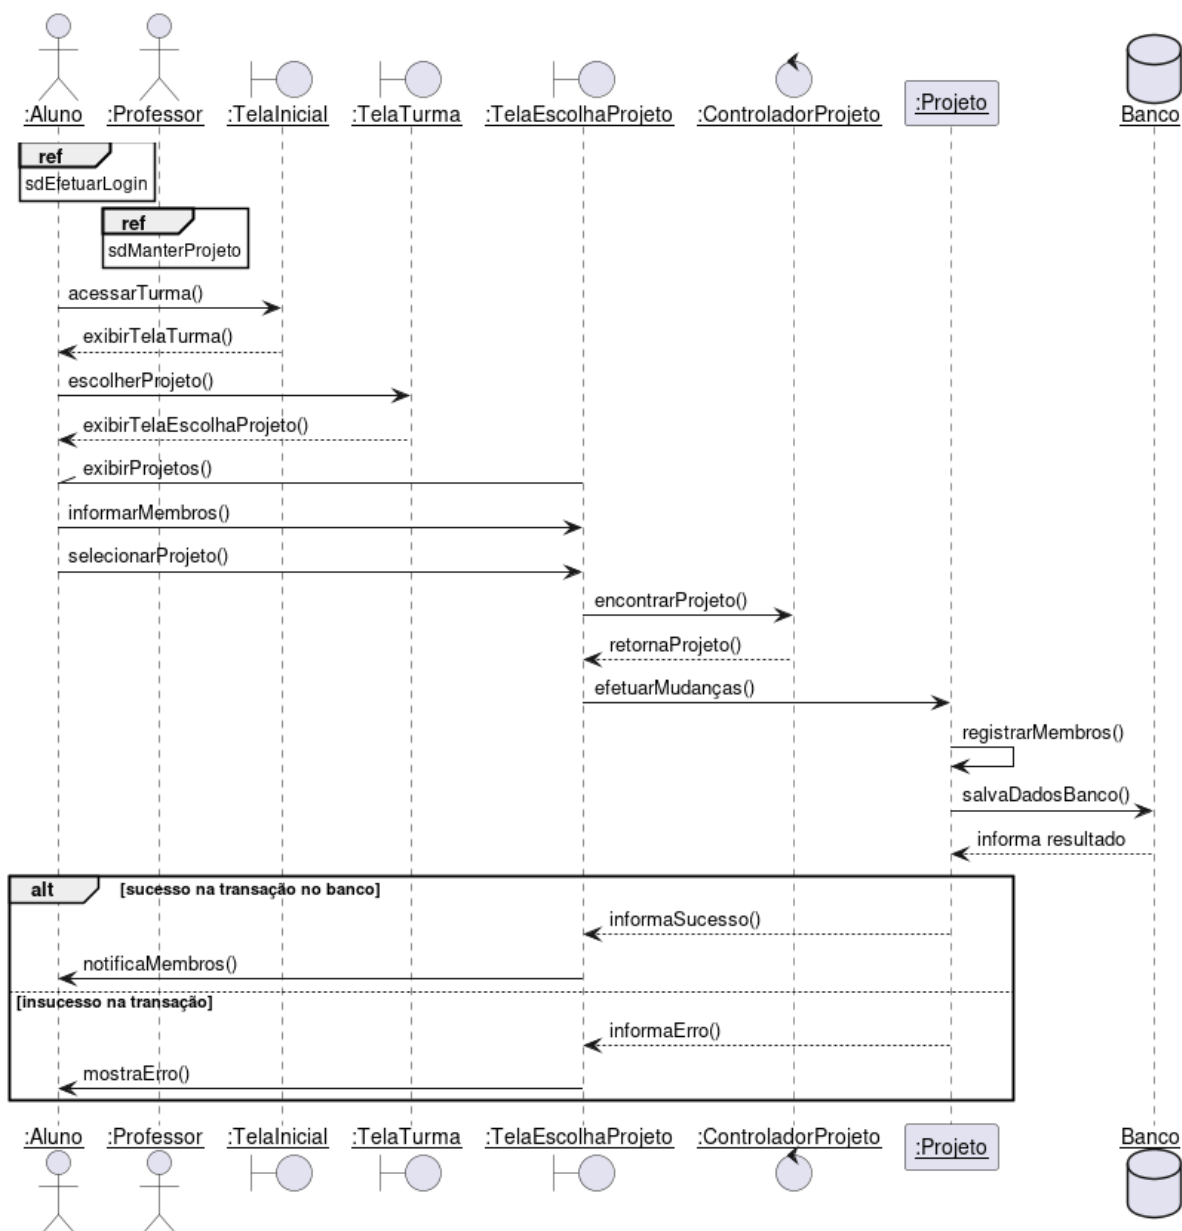 :Aluno :Professor :TelaInicial :TelaTurma :TelaEscolhaProjeto :ControladorProjeto :Projeto Banco
ref
sdEfetuarLogin
ref
sdManterProjeto
acessarTurma()
exibirTelaTurma()
escolherProjeto()
exibirTelaEscolhaProjeto()
exibirProjetos()
informarMembros()
selecionarProjeto()
encontrarProjeto()
retornaProjeto()
efetuarMudanças()
registrarMembros()
salvaDadosBanco()
informa resultado
alt [sucesso na transação no banco]
informaSucesso()
notificaMembros()
[insucesso na transação]
informaErro()
mostraErro()
:Aluno :Professor :TelaInicial :TelaTurma :TelaEscolhaProjeto :ControladorProjeto :Projeto Banco